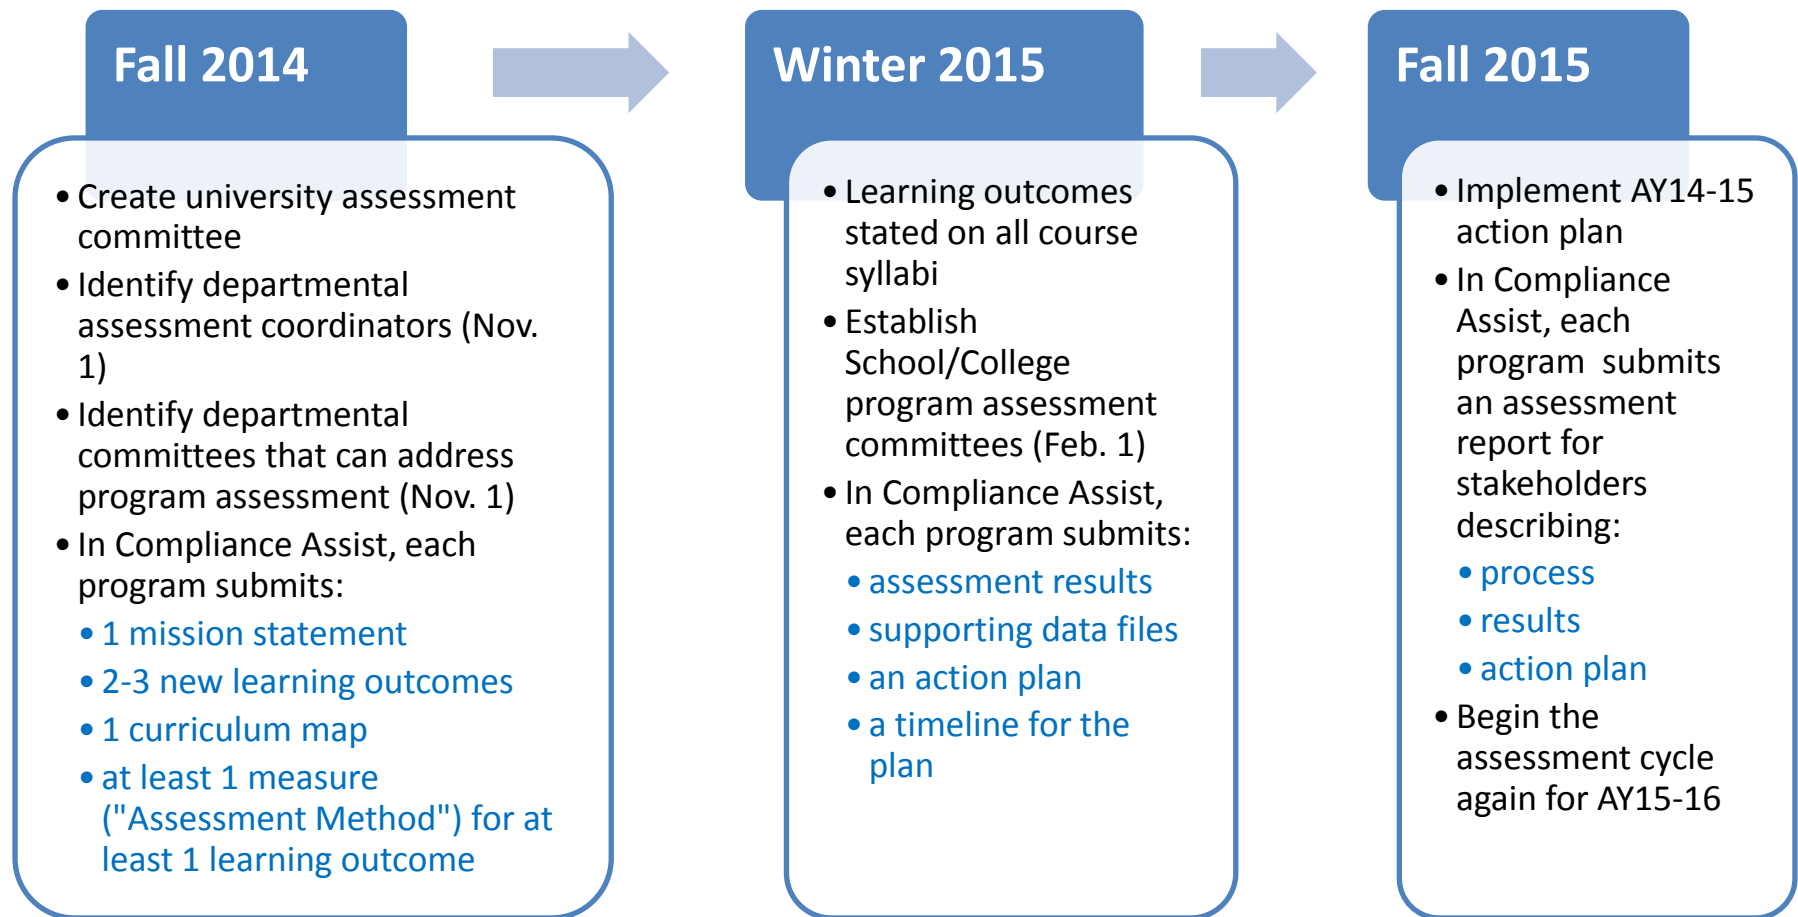 Fall 2014
• Create university assessment
committee
• Identify departmental
assessment coordinators (Nov.
1)
• Identify departmental
committees that can address
program assessment (Nov. 1)
• In Compliance Assist, each
program submits:
• 1 mission statement
• 2-3 new learning outcomes
• 1 curriculum map
• at least 1 measure
("Assessment Method") for at
least 1 learning outcome
Winter 2015
• Learning outcomes
stated on all course
syllabi
• Establish
School/College
program assessment
committees (Feb. 1)
• In Compliance Assist,
each program submits:
• assessment results
• supporting data files
• an action plan
• a timeline for the
plan
Fall 2015
• Implement AY14-15
action plan
• In Compliance
Assist, each
program  submits
an assessment
report for
stakeholders
describing:
• process
• results
• action plan
• Begin the
assessment cycle
again for AY15-16